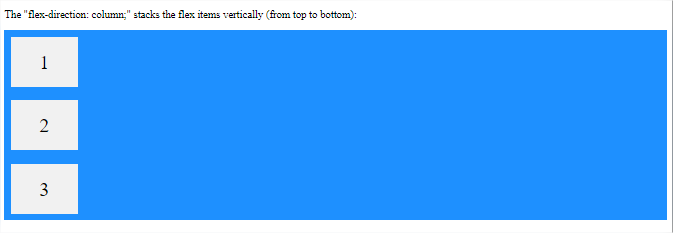 The "flex-direction: column;" stacks the flex items vertically (from top to bottom):
1
2
3